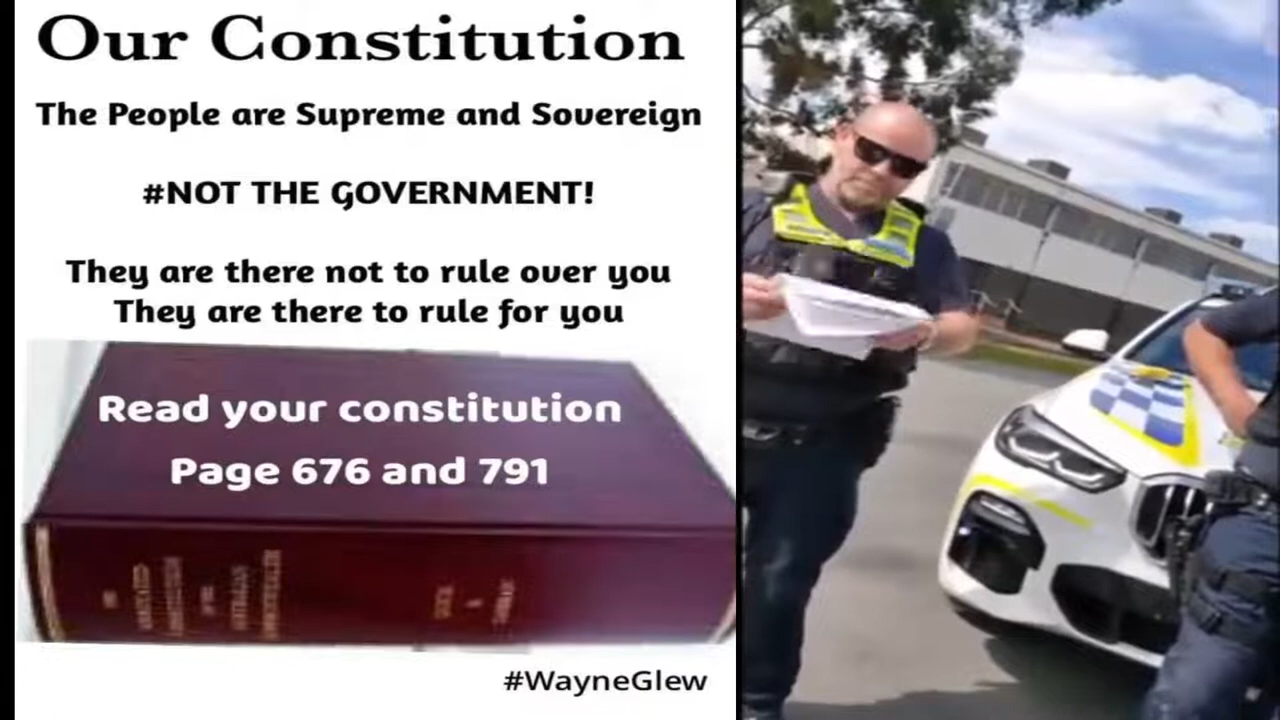 Our Constitution
The People are Supreme and Sovereign
#NOT THE GOVERNMENT!
They are there not to rule over you
They are there to rule for you
Read your constitution
Page 676 and 791
#WayneGlew